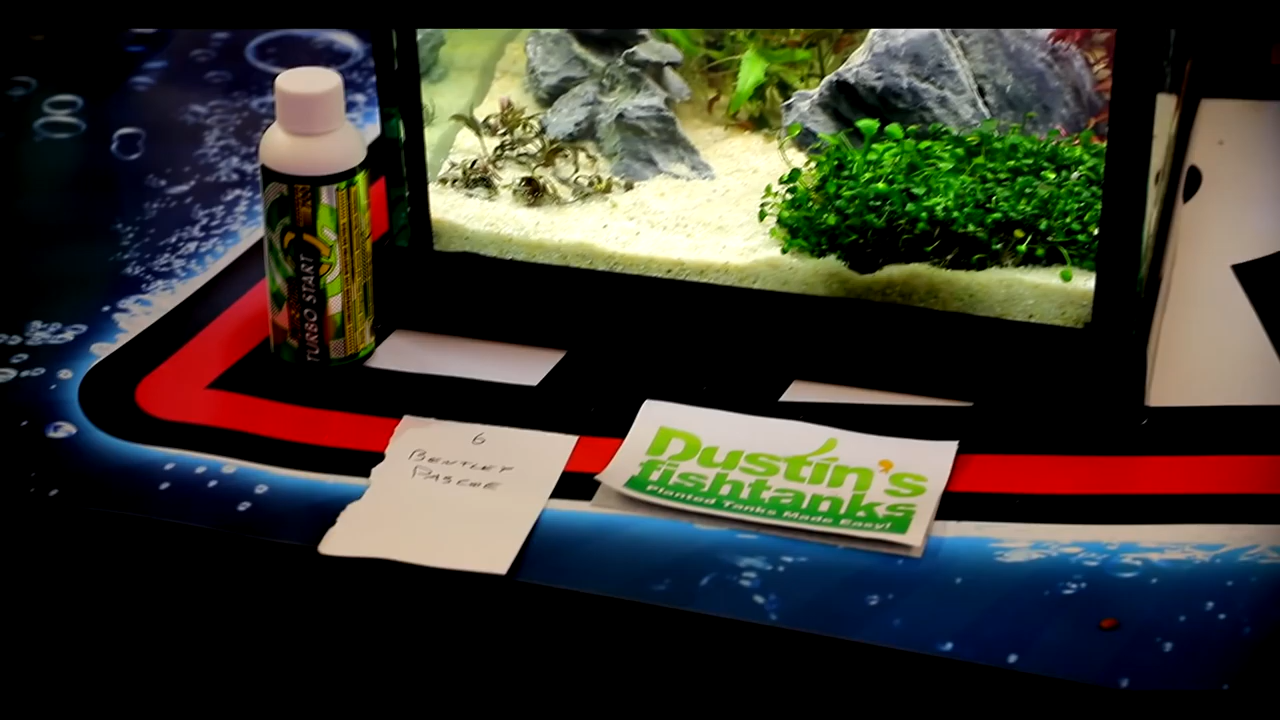 TURBO START
6
BENTLEY
PASCOE
Dustin's
fishtanks
Planted Tanks Made Easy!